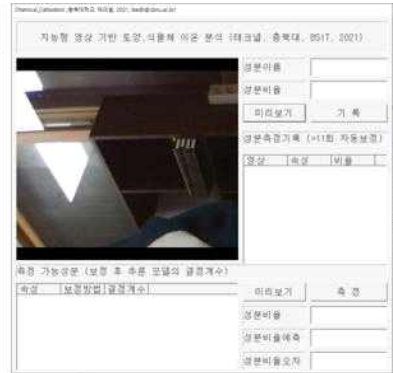 지능형 영상 기반 토양,식물체 이온 분석 (테크넬, 충북대, BSIT, 2021)
성분이름
성분비율
미리보기
기 록
성분측정기록 (>11회 자동보정)
영상 속성 비율
측정 가능성분 (보정 후 추론 모델의 결정계수)
속성 보정방법 결정계수
미리보기
측 정
성분비율
성분비율예측
성분비율오차